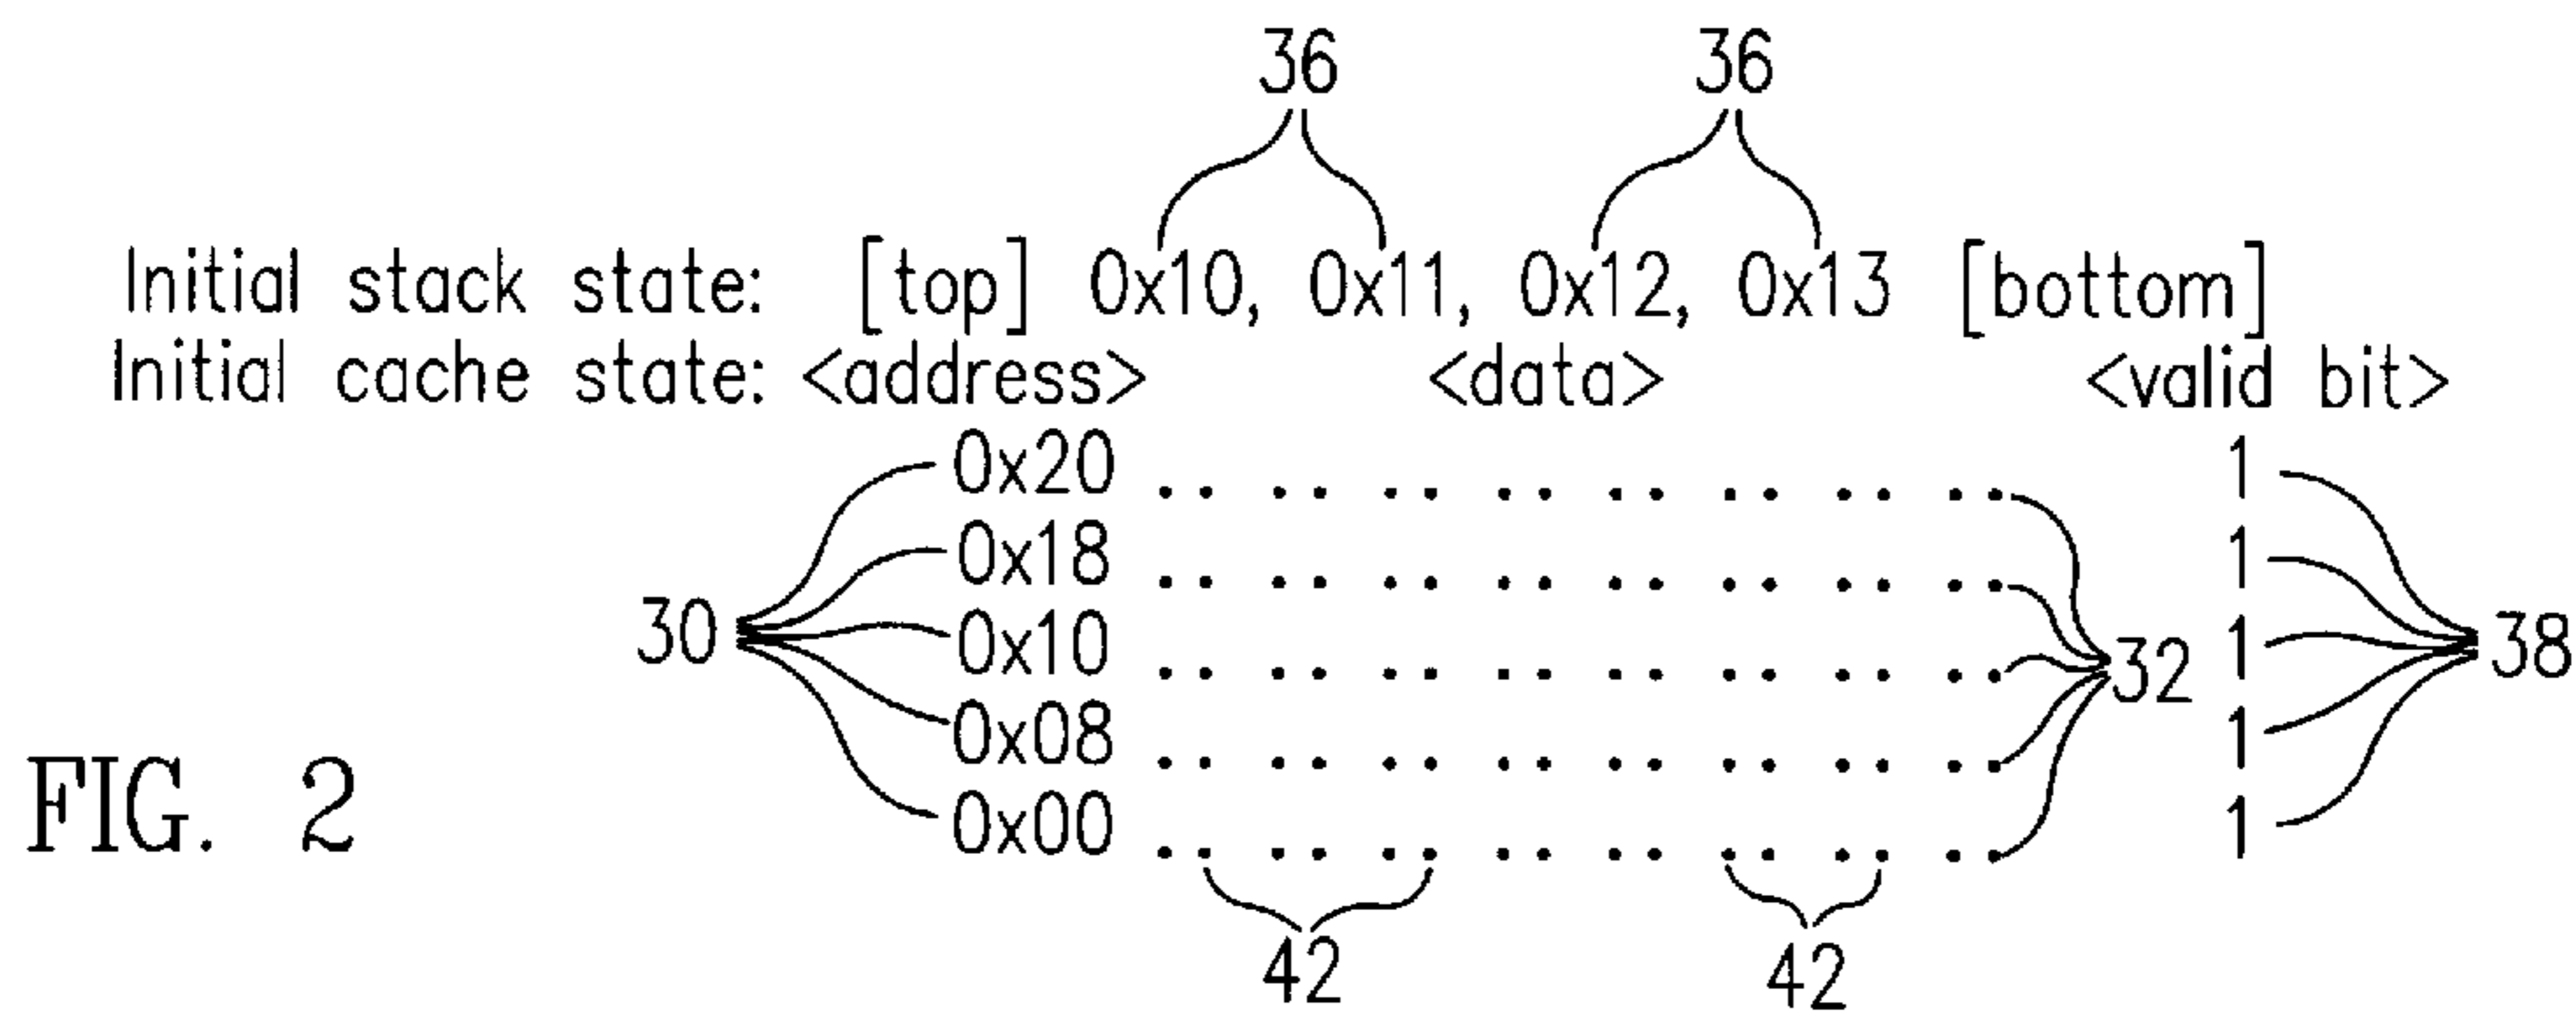 36 36
Initial stack state: [top] 0x10, 0x11, 0x12, 0x13 [bottom]
Initial cache state: <address> <data> <valid bit>
0x20 .. .. .. .. .. .. .. .. 1
0x18 .. .. .. .. .. .. .. .. 1
30 0x10 .. .. .. .. .. .. .. .. 32 1 38
0x08 .. .. .. .. .. .. .. .. 1
0x00 .. .. .. .. .. .. .. .. 1
42 42
FIG. 2